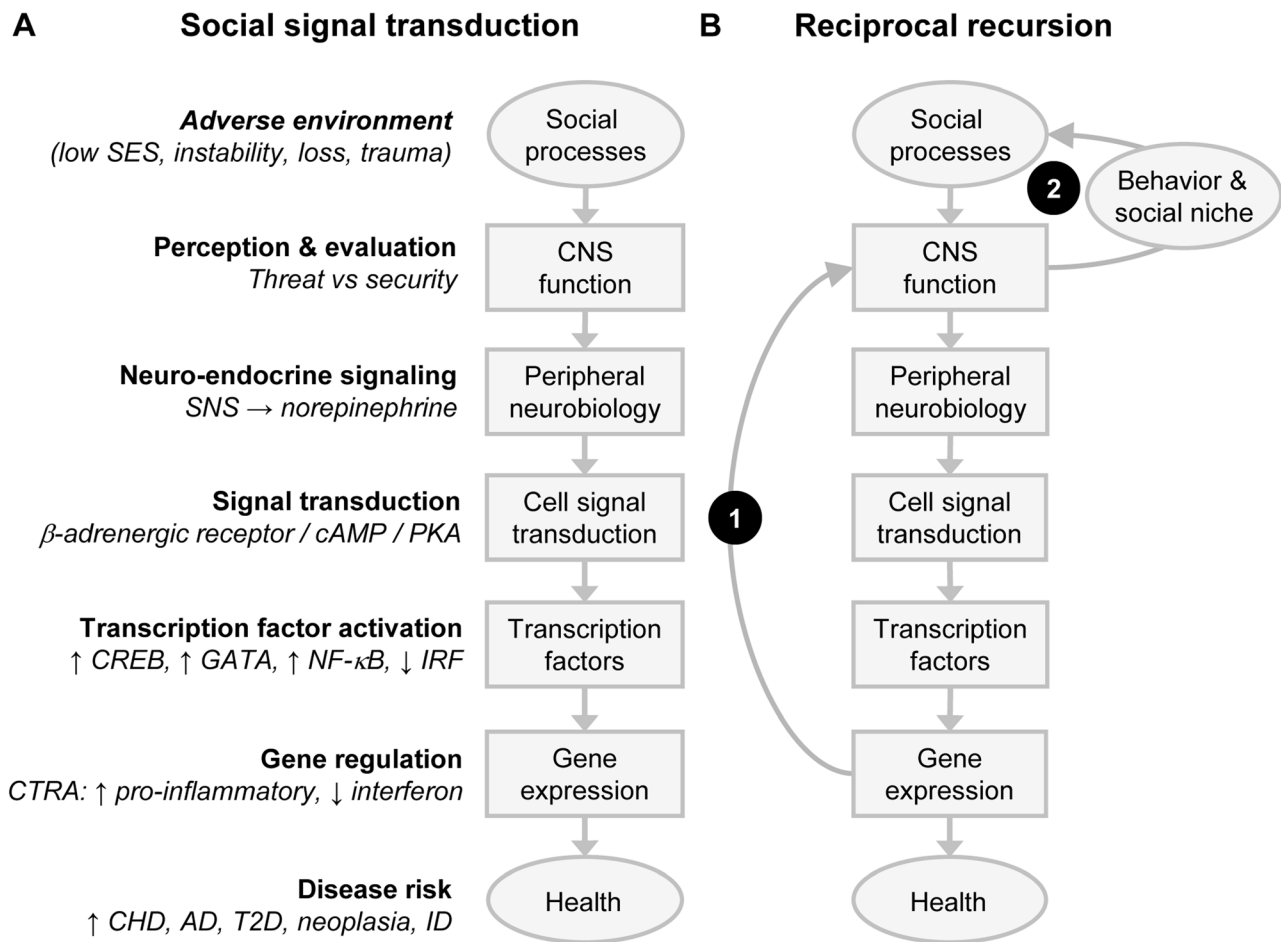 A Social signal transduction
Adverse environment
(low SES, instability, loss, trauma)
Social
processes
Perception & evaluation
Threat vs security
CNS
function
Neuro-endocrine signaling
SNS → norepinephrine
Peripheral
neurobiology
Signal transduction
β-adrenergic receptor / cAMP / PKA
Cell signal
transduction
Transcription factor activation
↑ CREB, ↑ GATA, ↑ NF-κB, ↓ IRF
Transcription
factors
Gene regulation
CTRA: ↑ pro-inflammatory, ↓ interferon
Gene
expression
Disease risk
↑ CHD, AD, T2D, neoplasia, ID
Health
B Reciprocal recursion
Social
processes
2
Behavior &
social niche
CNS
function
Peripheral
neurobiology
1
Cell signal
transduction
Transcription
factors
Gene
expression
Health